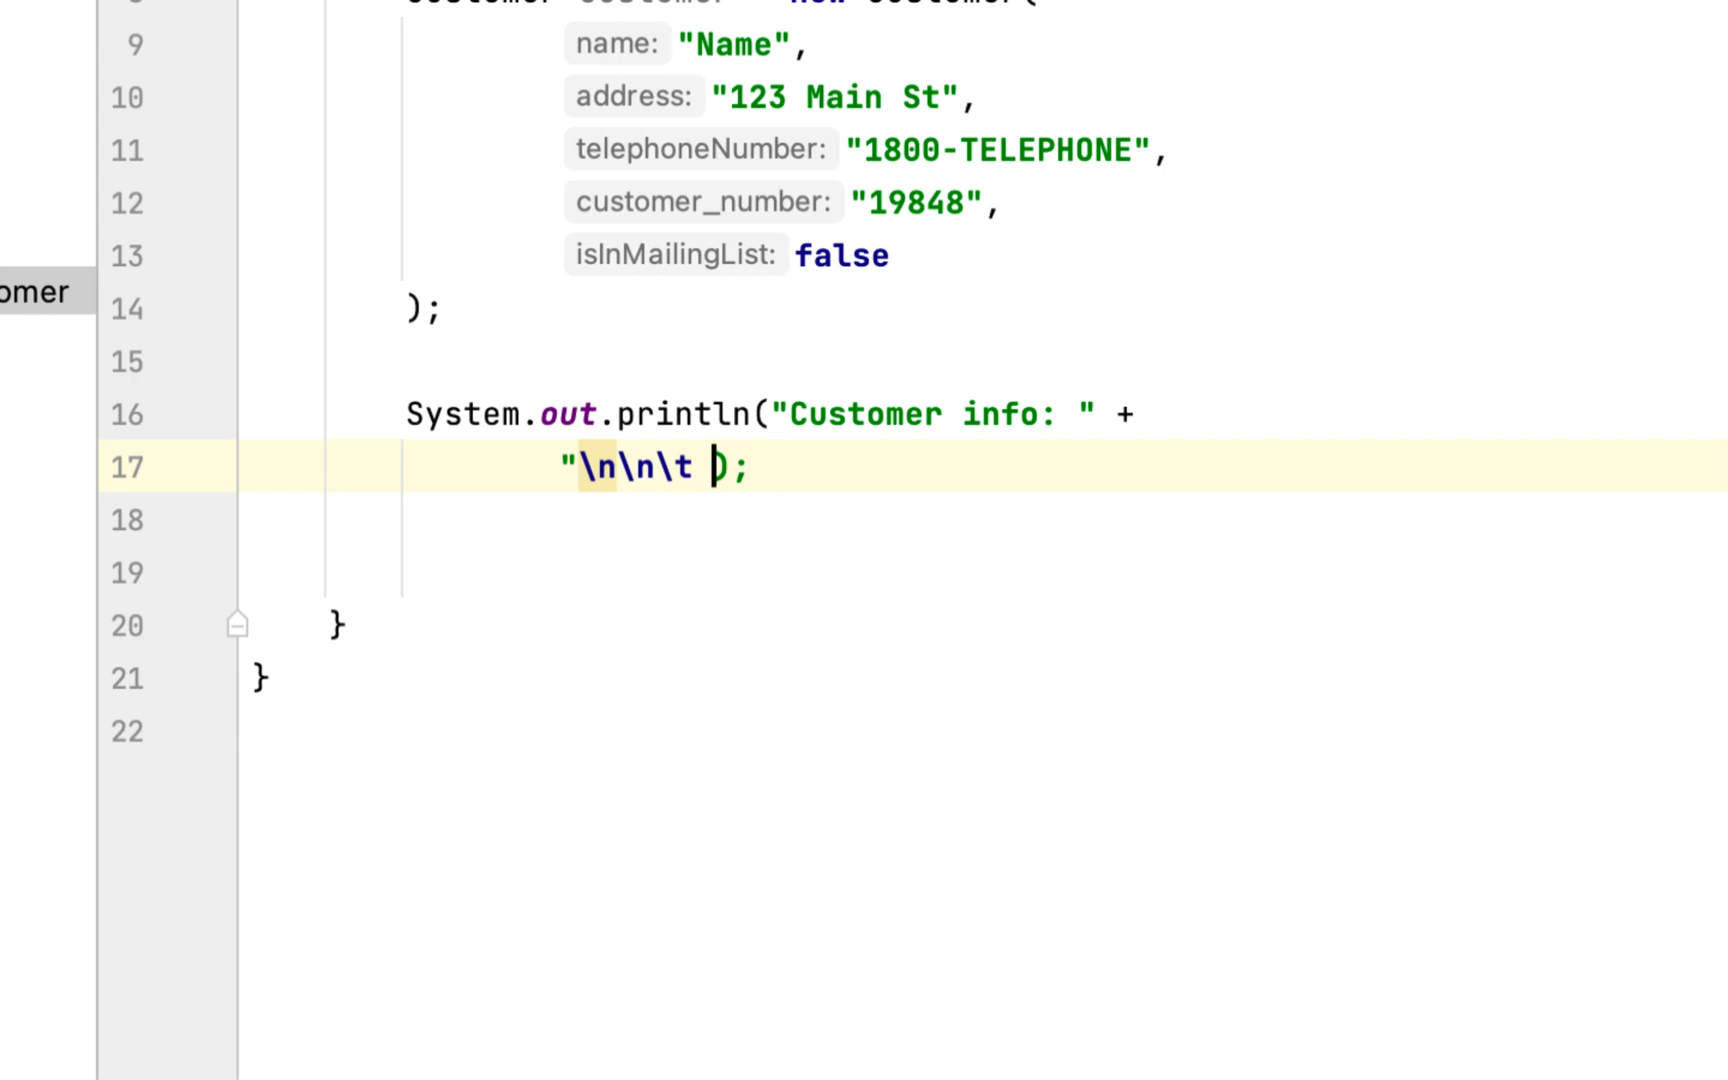 9 name: "Name",
10 address: "123 Main St",
11 telephoneNumber: "1800-TELEPHONE",
12 customer_number: "19848",
13 isInMailingList: false
omer
14 );
15
16 System.out.println("Customer info: " +
17 "\n\n\t );
18
19
20 }
21 }
22